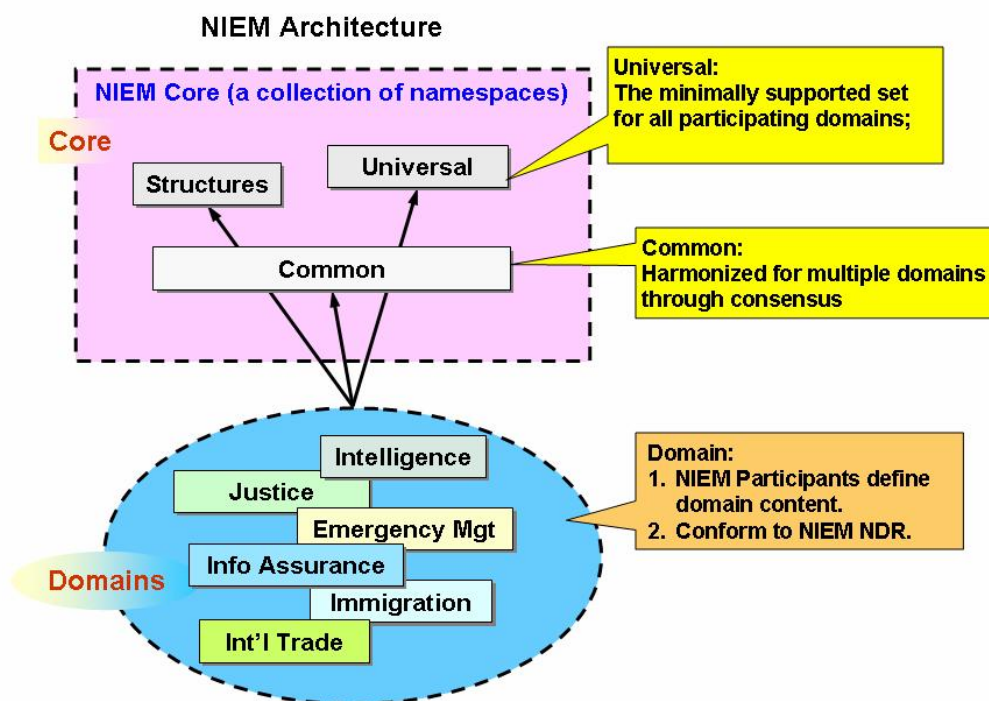 NIEM Architecture
NIEM Core (a collection of namespaces)
Core
Structures
Universal
Common
Universal:
The minimally supported set
for all participating domains;
Common:
Harmonized for multiple domains
through consensus
Intelligence
Justice
Emergency Mgt
Info Assurance
Domains
Immigration
Int'l Trade
Domain:
1. NIEM Participants define
domain content.
2. Conform to NIEM NDR.